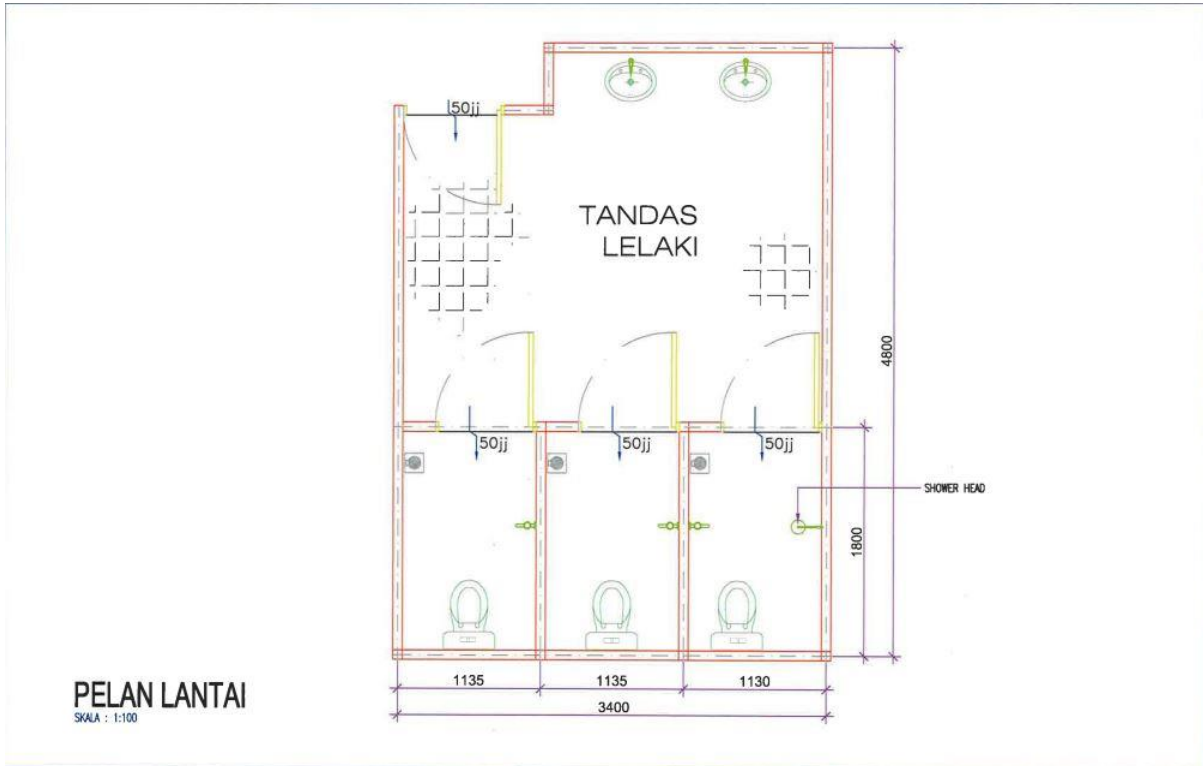 50jj
TANDAS
LELAKI
4800
50jj
50jj
50jj
SHOWER HEAD
1800
1135
1135
1130
3400
PELAN LANTAI
SKALA : 1:100